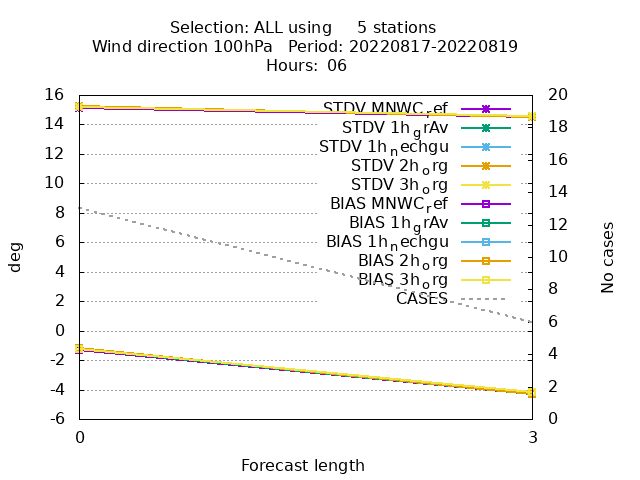 Selection: ALL using 5 stations
Wind direction 100hPa Period: 20220817-20220819
Hours: 06
16
14
12
10
8
6
4
2
0
-2
-4
-6
deg
20
18
16
14
12
10
8
6
4
2
0
No cases
STDV MNWC_ref
STDV 1h_grAv
STDV 1h_nechgu
STDV 2h_org
STDV 3h_org
BIAS MNWC_ref
BIAS 1h_grAv
BIAS 1h_nechgu
BIAS 2h_org
BIAS 3h_org
CASES
0 3
Forecast length